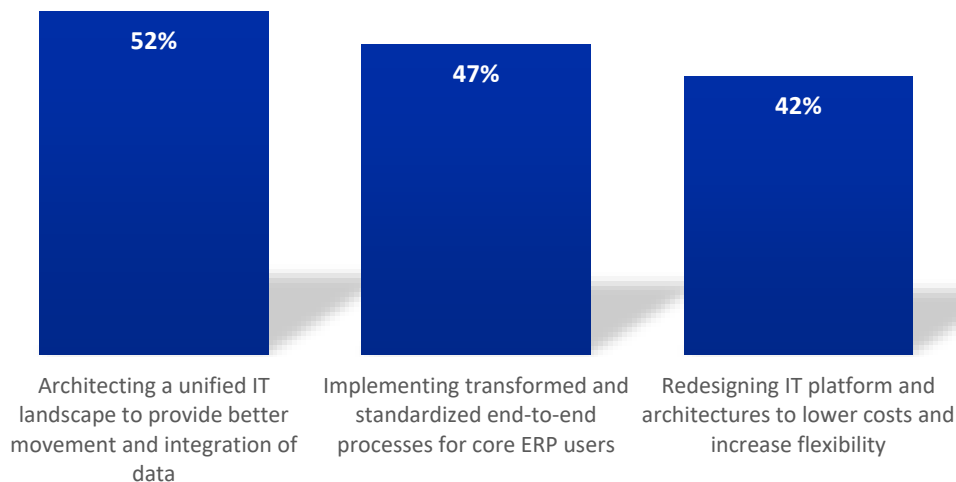 52%
47%
42%
Architecting a unified IT
landscape to provide better
movement and integration of
data
Implementing transformed and
standardized end-to-end
processes for core ERP users
Redesigning IT platform and
architectures to lower costs and
increase flexibility